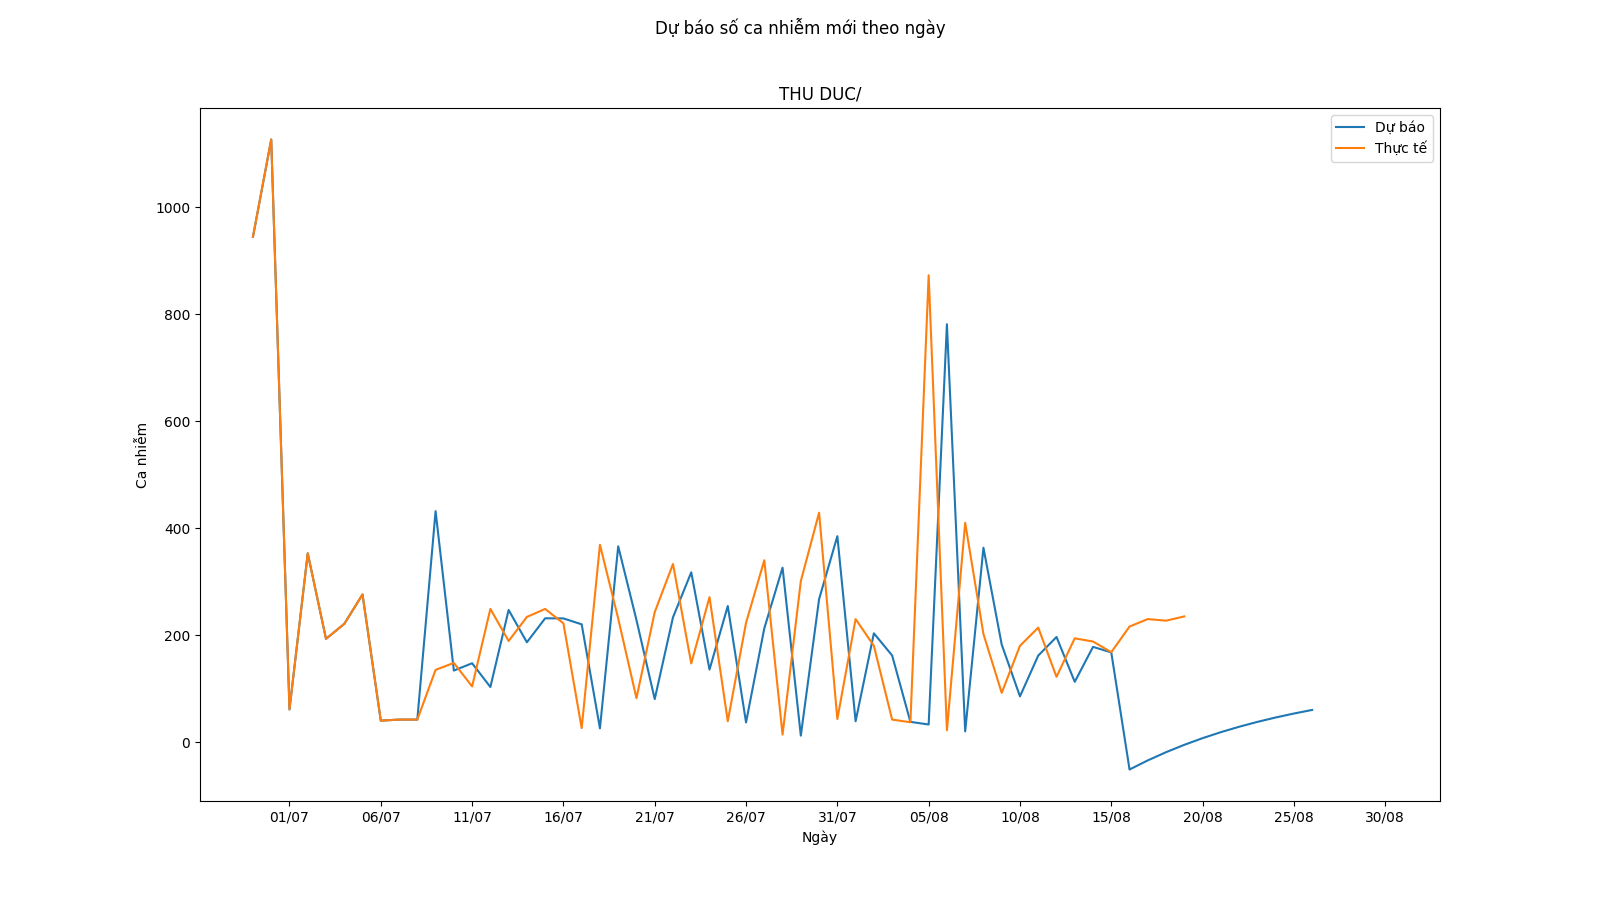 Dự báo số ca nhiễm mới theo ngày
THU DUC/
Dự báo
Thực tế
1000
800
600
400
200
0
Ca nhiễm
01/07 06/07 11/07 16/07 21/07 26/07 31/07 05/08 10/08 15/08 20/08 25/08 30/08
Ngày